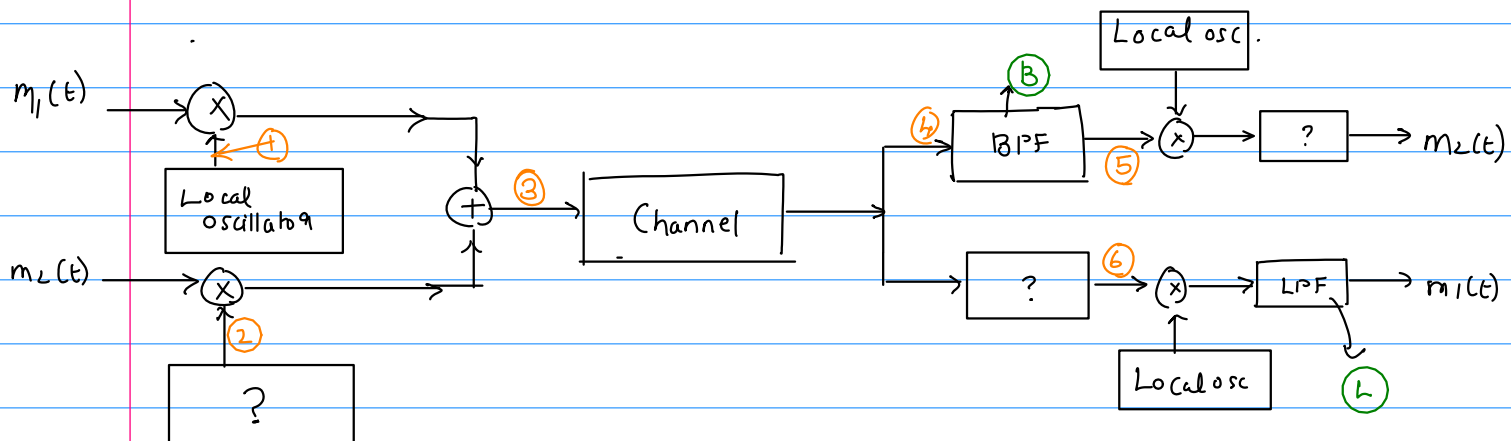 m₁(t)
X
1
Local
oscillator
m₂(t)
X
2
?
+
3
Channel
4
B
BPF
5
Local osc.
X
?
m₂(t)
?
6
X
LPF
m₁(t)
Local osc
L